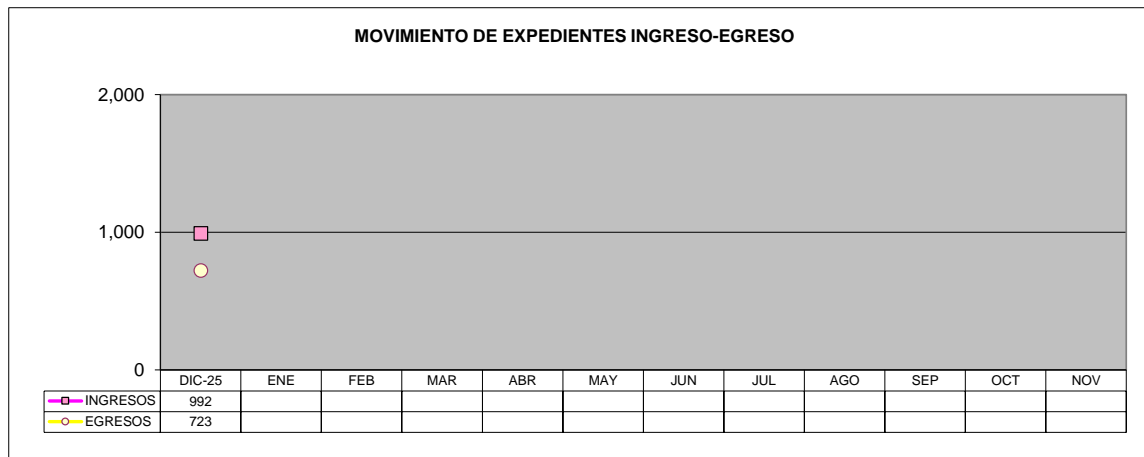 MOVIMIENTO DE EXPEDIENTES INGRESO-EGRESO
2,000
1,000
0
DIC-25 ENE FEB MAR ABR MAY JUN JUL AGO SEP OCT NOV
INGRESOS 992
EGRESOS 723